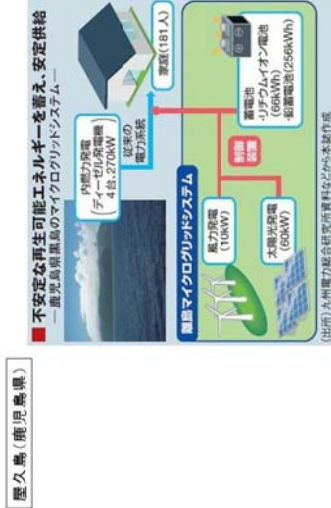 屋久島(鹿児島県)
■不安定な再生可能エネルギーを蓄え、安定供給
―鹿児島県黒島のマイクログリッドシステム―
内燃力発電
ディーゼル発電機
4台、270kW
従来の
電力系統
家庭(181人)
離島マイクログリッドシステム
風力発電
(10kW)
太陽光発電
(60kW)
制御
装置
蓄電池
・リチウムイオン電池
(66kWh)
・鉛蓄電池(256kWh)
(出所)九州電力総合研究所資料などから本誌作成